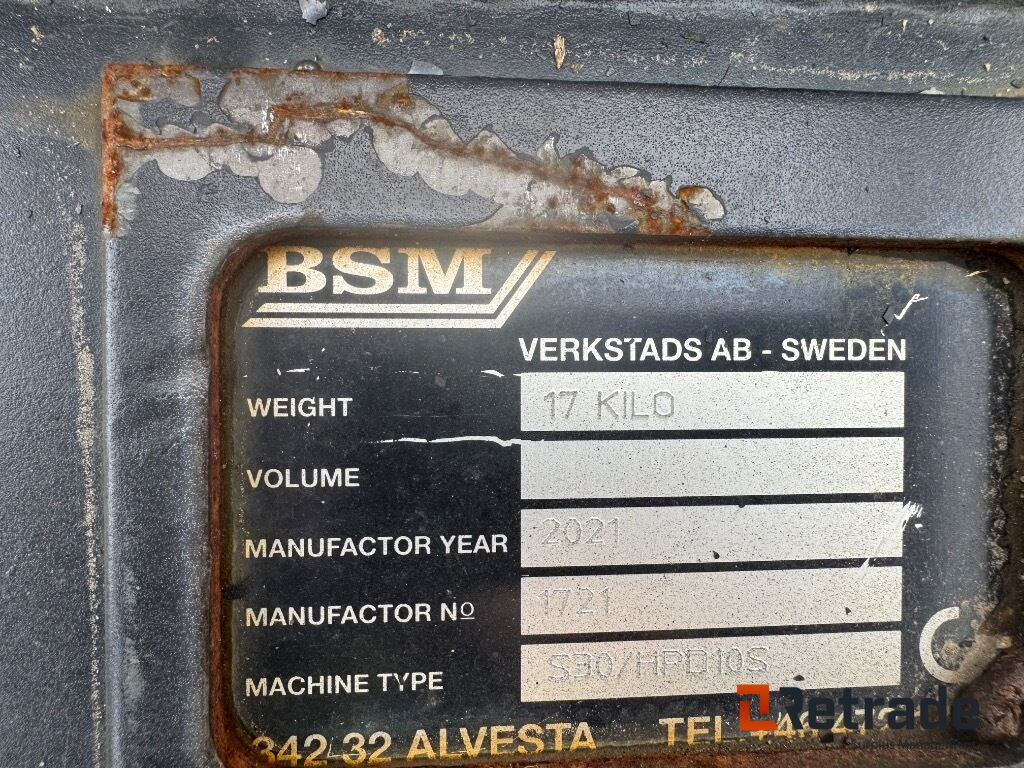 BSM
VERKSTADS AB - SWEDEN
WEIGHT 17 KILO
VOLUME
MANUFACTOR YEAR 2021
MANUFACTOR No 1721
MACHINE TYPE S30/HPD10S
342 32 ALVESTA TEL
Retrade